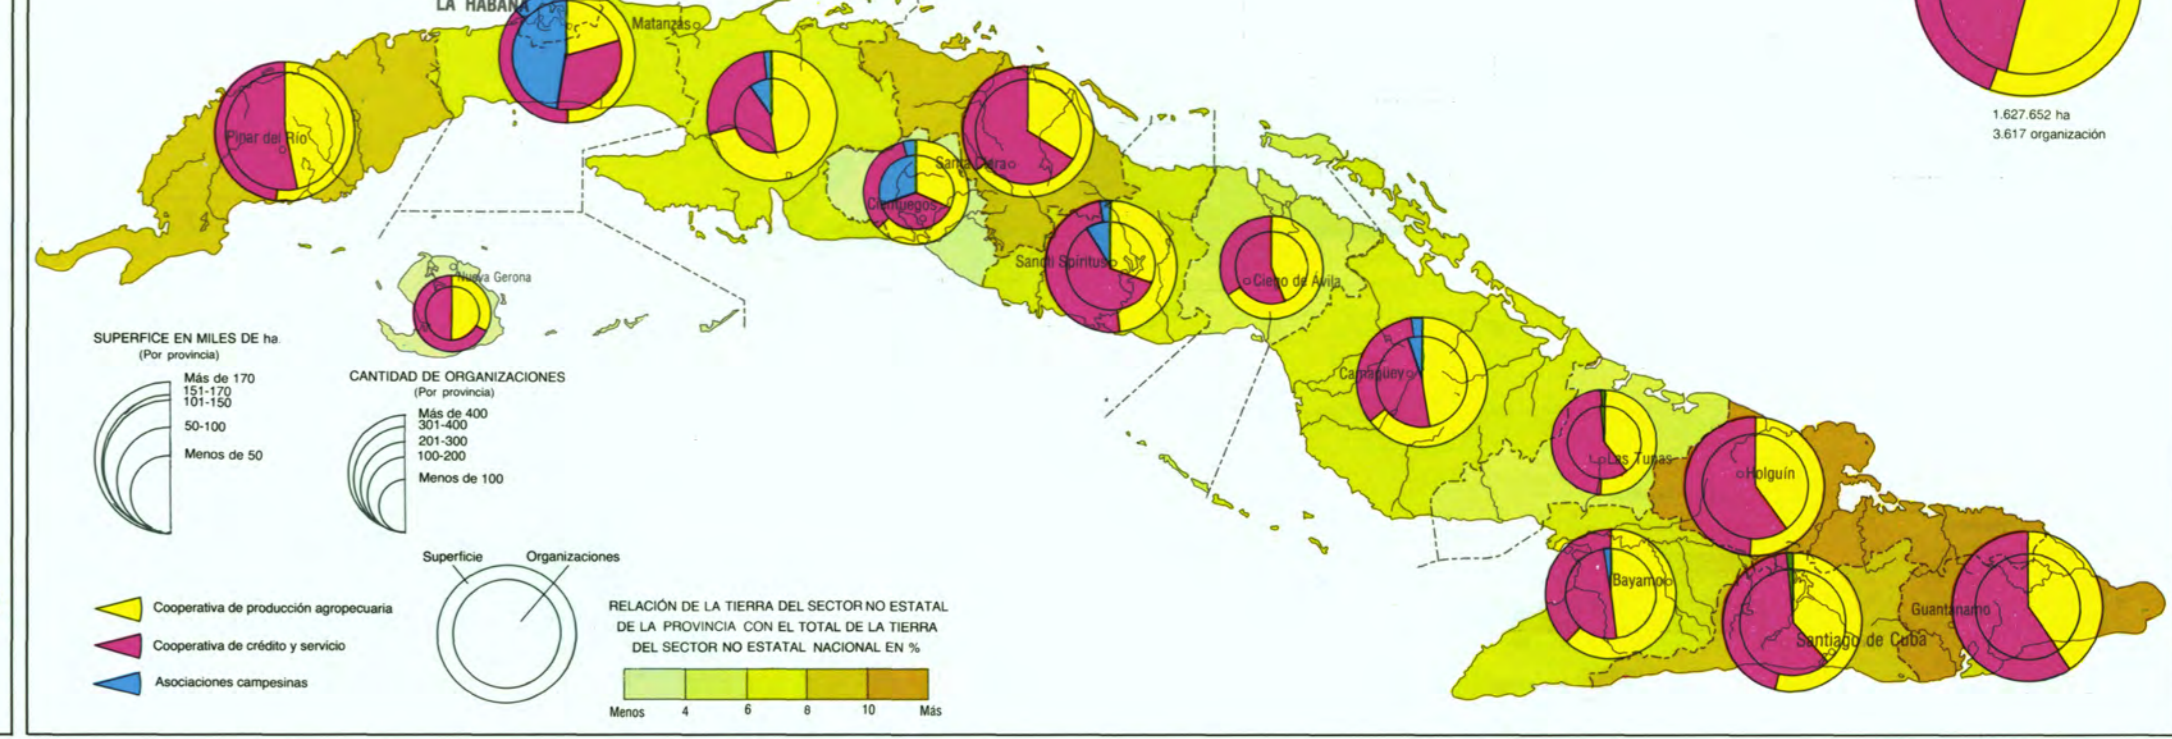 LA HABANA
Matanzas
1.627.652 ha
3.617 organización
Pinar del Río
Santa Clara
Cienfuegos
Nueva Gerona
Sancti Spíritus
Ciego de Ávila
Camagüey
Las Tunas
Holguín
Bayamo
Guantánamo
Santiago de Cuba
SUPERFICE EN MILES DE ha.
(Por provincia)
Más de 170
151-170
101-150
50-100
Menos de 50
CANTIDAD DE ORGANIZACIONES
(Por provincia)
Más de 400
301-400
201-300
100-200
Menos de 100
Superficie
Organizaciones
Cooperativa de producción agropecuaria
Cooperativa de crédito y servicio
Asociaciones campesinas
RELACIÓN DE LA TIERRA DEL SECTOR NO ESTATAL
DE LA PROVINCIA CON EL TOTAL DE LA TIERRA
DEL SECTOR NO ESTATAL NACIONAL EN %
Menos 4 6 8 10 Más